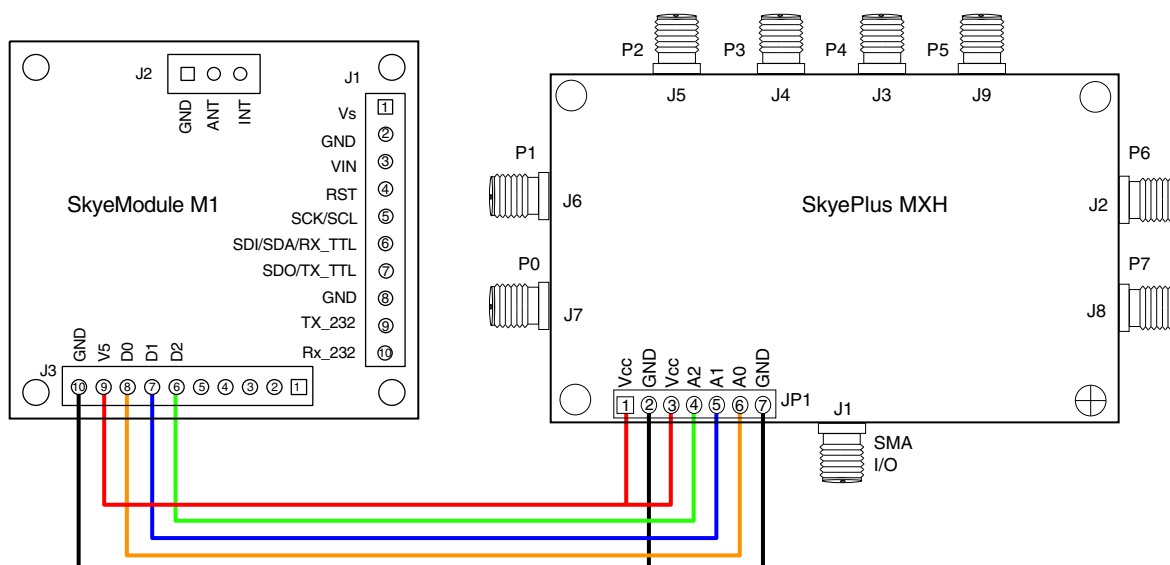 J2
GND
ANT
INT
J1
SkyeModule M1
Vs
1
GND
2
VIN
3
RST
4
SCK/SCL
5
SDI/SDA/RX_TTL
6
SDO/TX_TTL
7
GND
8
TX_232
9
Rx_232
10
GND
V5
D0
D1
D2
J3
10 9 8 7 6 5 4 3 2 1
P2
P3
P4
P5
J5
J4
J3
J9
P1
J6
P0
J7
SkyePlus MXH
P6
J2
P7
J8
Vcc
GND
Vcc
A2
A1
A0
GND
1 2 3 4 5 6 7
JP1
J1
SMA
I/O